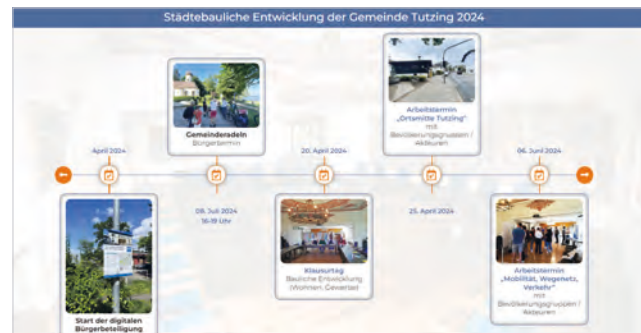 Städtebauliche Entwicklung der Gemeinde Tutzing 2024
April 2024
Start der digitalen
Bürgerbeteiligung
Gemeinderadeln
Bürgertermin
09. Juli 2024
16-19 Uhr
20. April 2024
Klausurtag
Bauliche Entwicklung
(Wohnen, Gewerbe)
Arbeitstermin
„Ortsmitte Tutzing"
mit
Bevölkerungsgruppen /
Akteuren
25. April 2024
06. Juni 2024
Arbeitstermin
„Mobilität, Wegenetz,
Verkehr"
mit
Bevölkerungsgruppen /
Akteuren